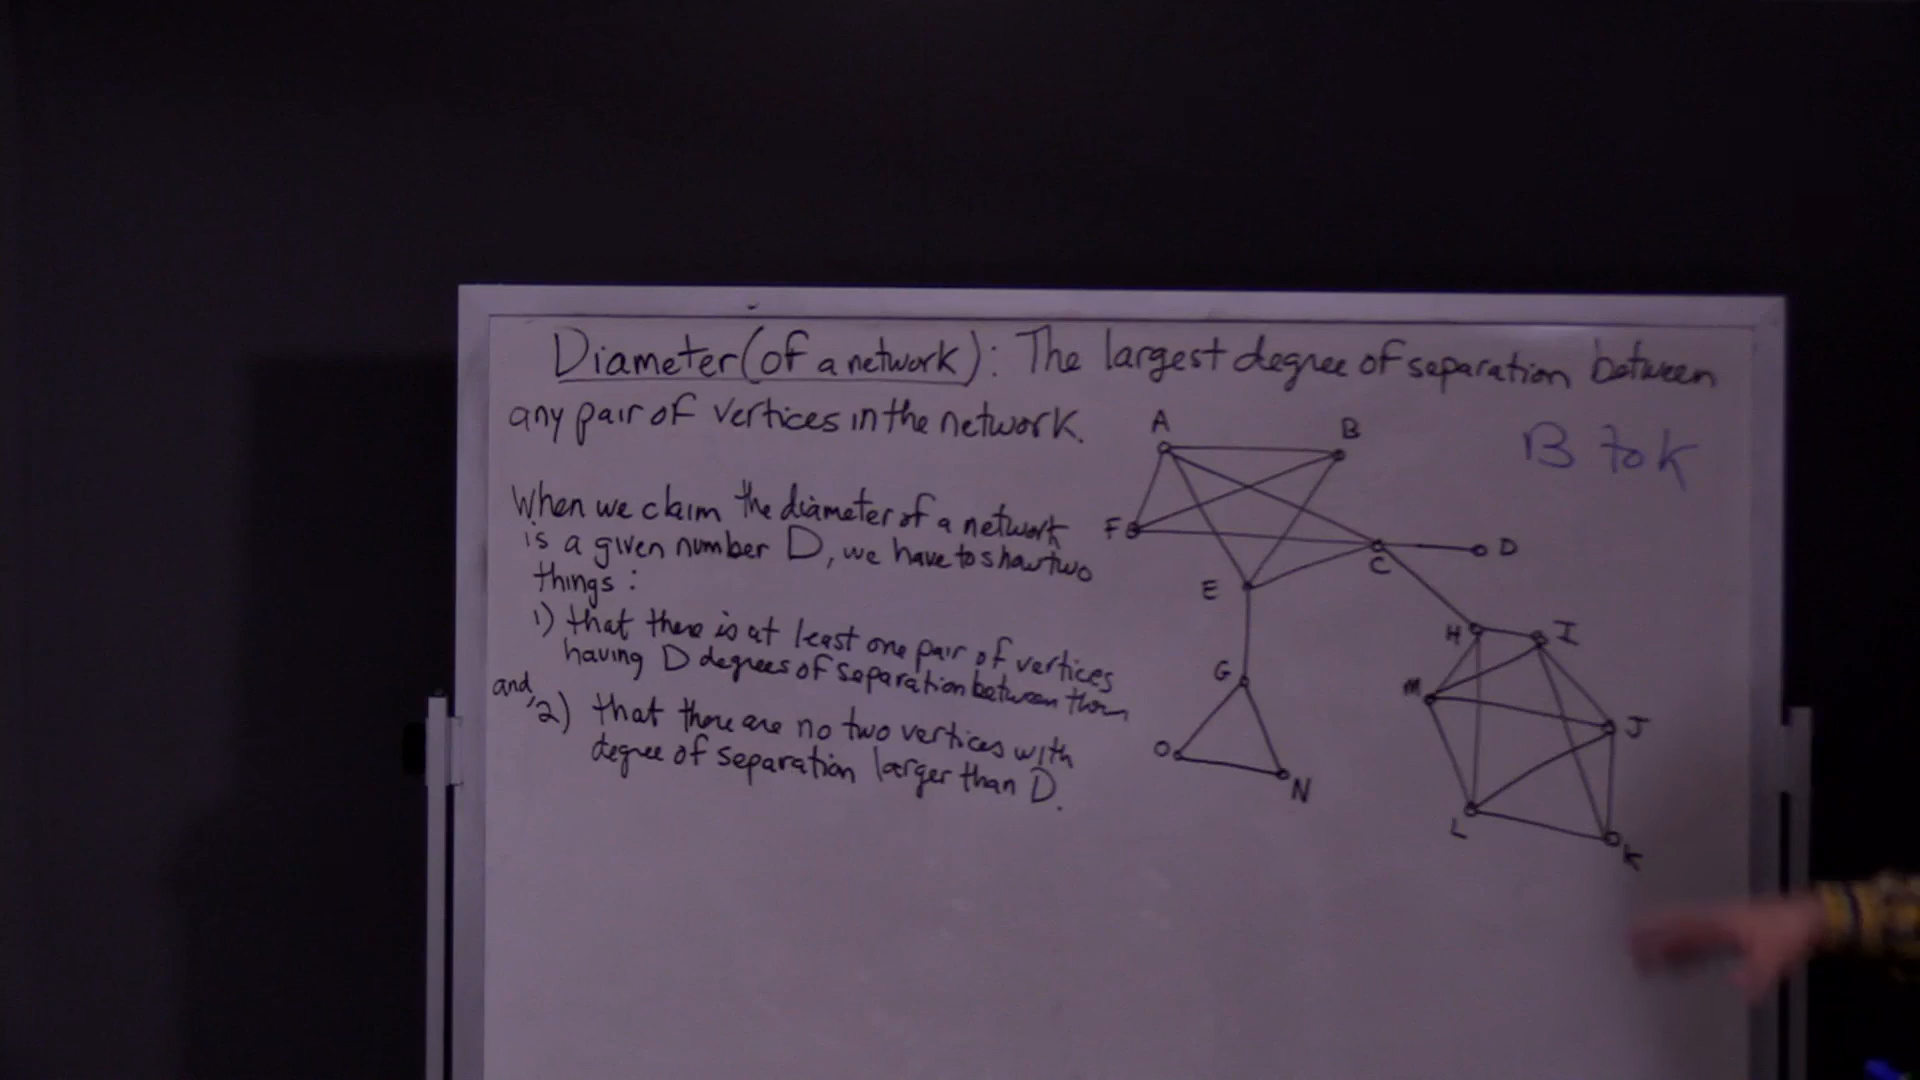 Diameter (of a network): The largest degree of separation between
any pair of vertices in the network.
B to K
When we claim the diameter of a network
is a given number D, we have to show two
things:
1) that there is at least one pair of vertices
having D degrees of separation between them
and,
2) that there are no two vertices with
degree of separation larger than D.
A
B
F
D
C
E
H
I
G
M
J
O
N
L
K